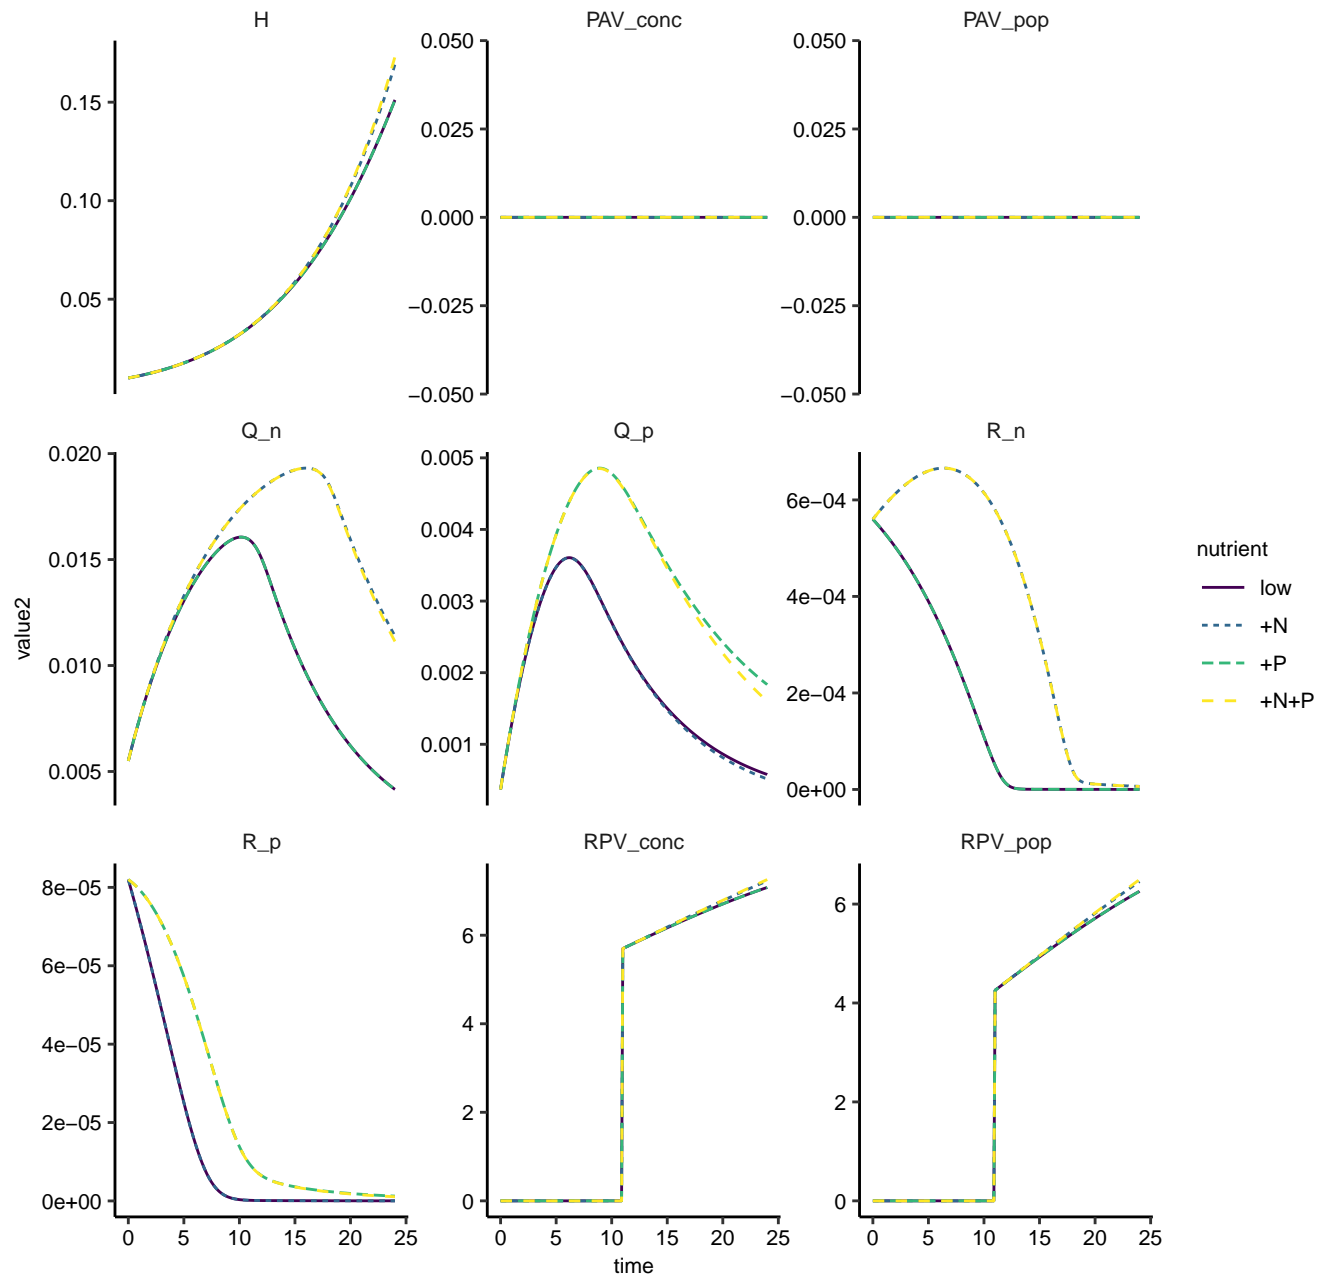 H
PAV_conc
PAV_pop
0.15
0.10
0.05
0.050
0.025
0.000
−0.025
−0.050
0.050
0.025
0.000
−0.025
−0.050
Q_n
Q_p
R_n
0.020
0.015
0.010
0.005
0.005
0.004
0.003
0.002
0.001
6e−04
4e−04
2e−04
0e+00
value2
nutrient
low
+N
+P
+N+P
R_p
RPV_conc
RPV_pop
8e−05
6e−05
4e−05
2e−05
0e+00
6
4
2
0
6
4
2
0
0 5 10 15 20 25
0 5 10 15 20 25
0 5 10 15 20 25
time